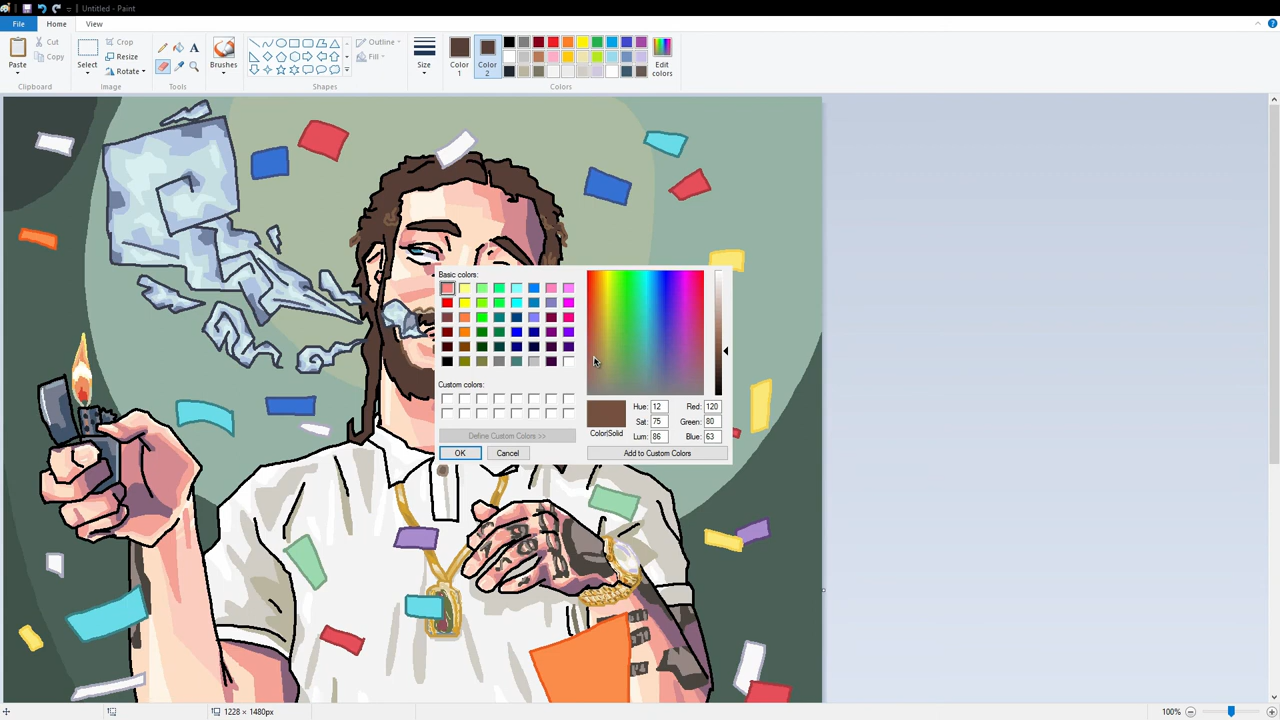 Untitled - Paint
File
Home
View
Paste
Cut
Copy
Clipboard
Select
Crop
Resize
Rotate
Image
Tools
Brushes
Shapes
Outline
Fill
Size
Color
1
Color
2
Edit
colors
Colors
Basic colors:
Custom colors:
Define Custom Colors >>
OK
Cancel
Color|Solid
Hue: 12
Sat: 75
Lum: 86
Red: 120
Green: 80
Blue: 63
Add to Custom Colors
1228 × 1480px
100%